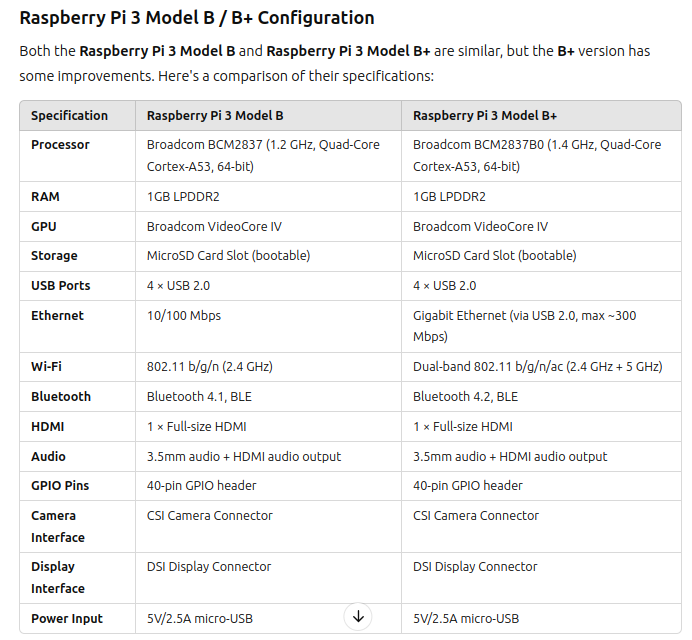 Raspberry Pi 3 Model B / B+ Configuration
Both the Raspberry Pi 3 Model B and Raspberry Pi 3 Model B+ are similar, but the B+ version has
some improvements. Here's a comparison of their specifications:
Specification Raspberry Pi 3 Model B Raspberry Pi 3 Model B+
Processor Broadcom BCM2837 (1.2 GHz, Quad-Core Broadcom BCM2837B0 (1.4 GHz, Quad-Core
Cortex-A53, 64-bit) Cortex-A53, 64-bit)
RAM 1GB LPDDR2 1GB LPDDR2
GPU Broadcom VideoCore IV Broadcom VideoCore IV
Storage MicroSD Card Slot (bootable) MicroSD Card Slot (bootable)
USB Ports 4 × USB 2.0 4 × USB 2.0
Ethernet 10/100 Mbps Gigabit Ethernet (via USB 2.0, max ~300
Mbps)
Wi-Fi 802.11 b/g/n (2.4 GHz) Dual-band 802.11 b/g/n/ac (2.4 GHz + 5 GHz)
Bluetooth Bluetooth 4.1, BLE Bluetooth 4.2, BLE
HDMI 1 × Full-size HDMI 1 × Full-size HDMI
Audio 3.5mm audio + HDMI audio output 3.5mm audio + HDMI audio output
GPIO Pins 40-pin GPIO header 40-pin GPIO header
Camera CSI Camera Connector CSI Camera Connector
Interface
Display DSI Display Connector DSI Display Connector
Interface
Power Input 5V/2.5A micro-USB 5V/2.5A micro-USB